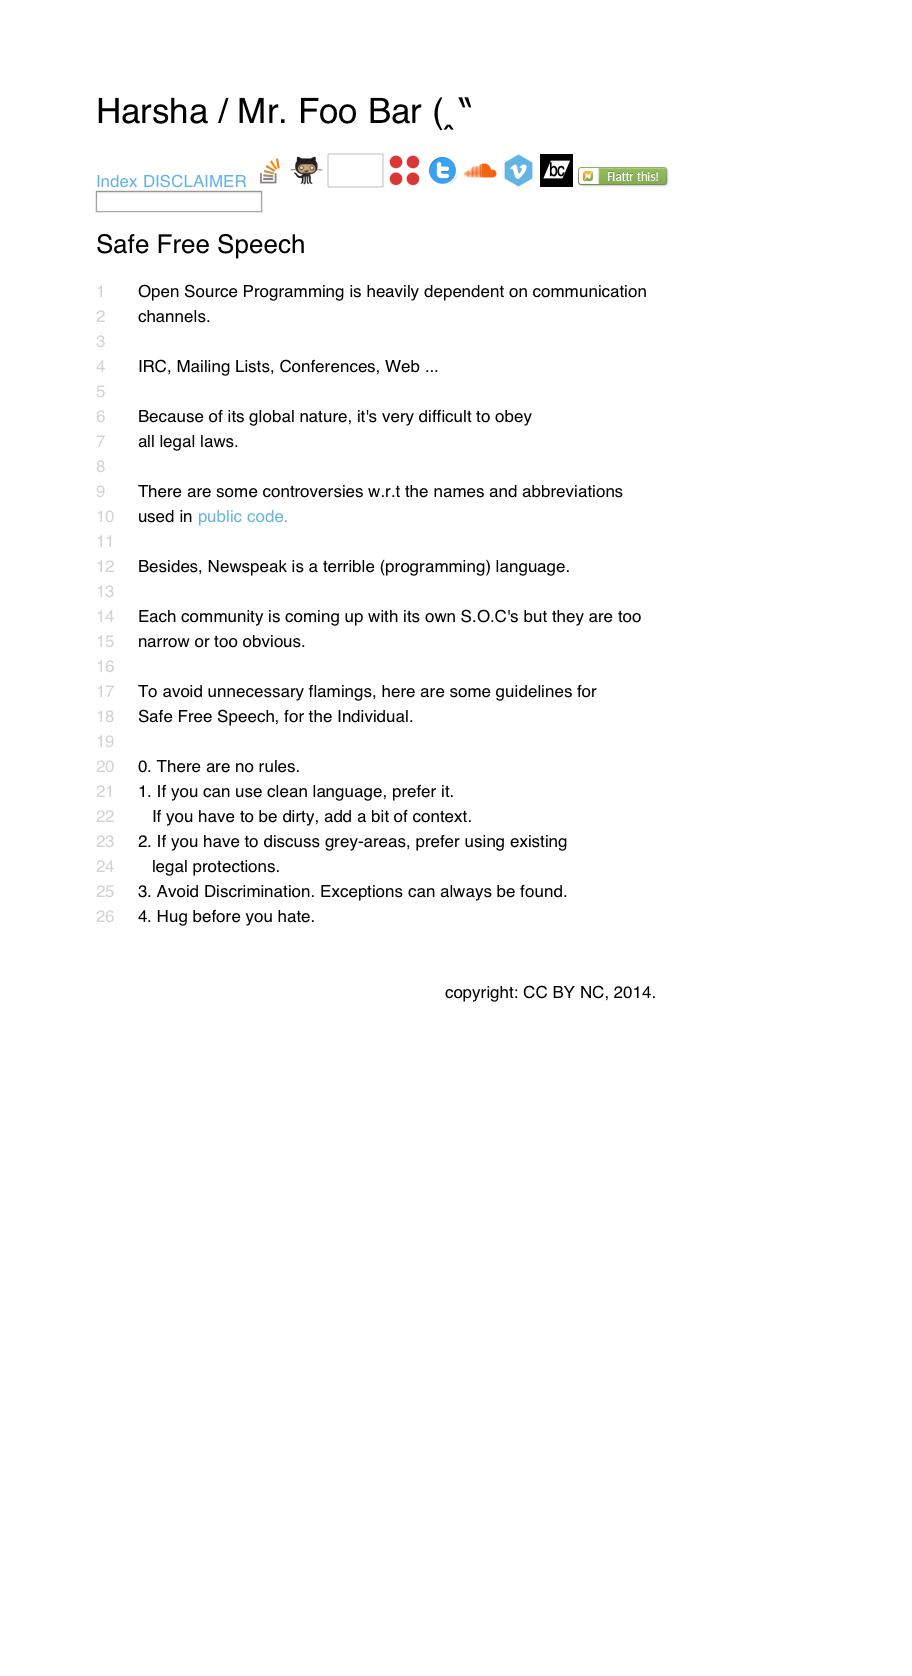 Harsha / Mr. Foo Bar (‸‟
Index DISCLAIMER bc Flattr this!
Safe Free Speech
1 Open Source Programming is heavily dependent on communication
2 channels.
3
4 IRC, Mailing Lists, Conferences, Web ...
5
6 Because of its global nature, it's very difficult to obey
7 all legal laws.
8
9 There are some controversies w.r.t the names and abbreviations
10 used in public code.
11
12 Besides, Newspeak is a terrible (programming) language.
13
14 Each community is coming up with its own S.O.C's but they are too
15 narrow or too obvious.
16
17 To avoid unnecessary flamings, here are some guidelines for
18 Safe Free Speech, for the Individual.
19
20 0. There are no rules.
21 1. If you can use clean language, prefer it.
22 If you have to be dirty, add a bit of context.
23 2. If you have to discuss grey-areas, prefer using existing
24 legal protections.
25 3. Avoid Discrimination. Exceptions can always be found.
26 4. Hug before you hate.
copyright: CC BY NC, 2014.